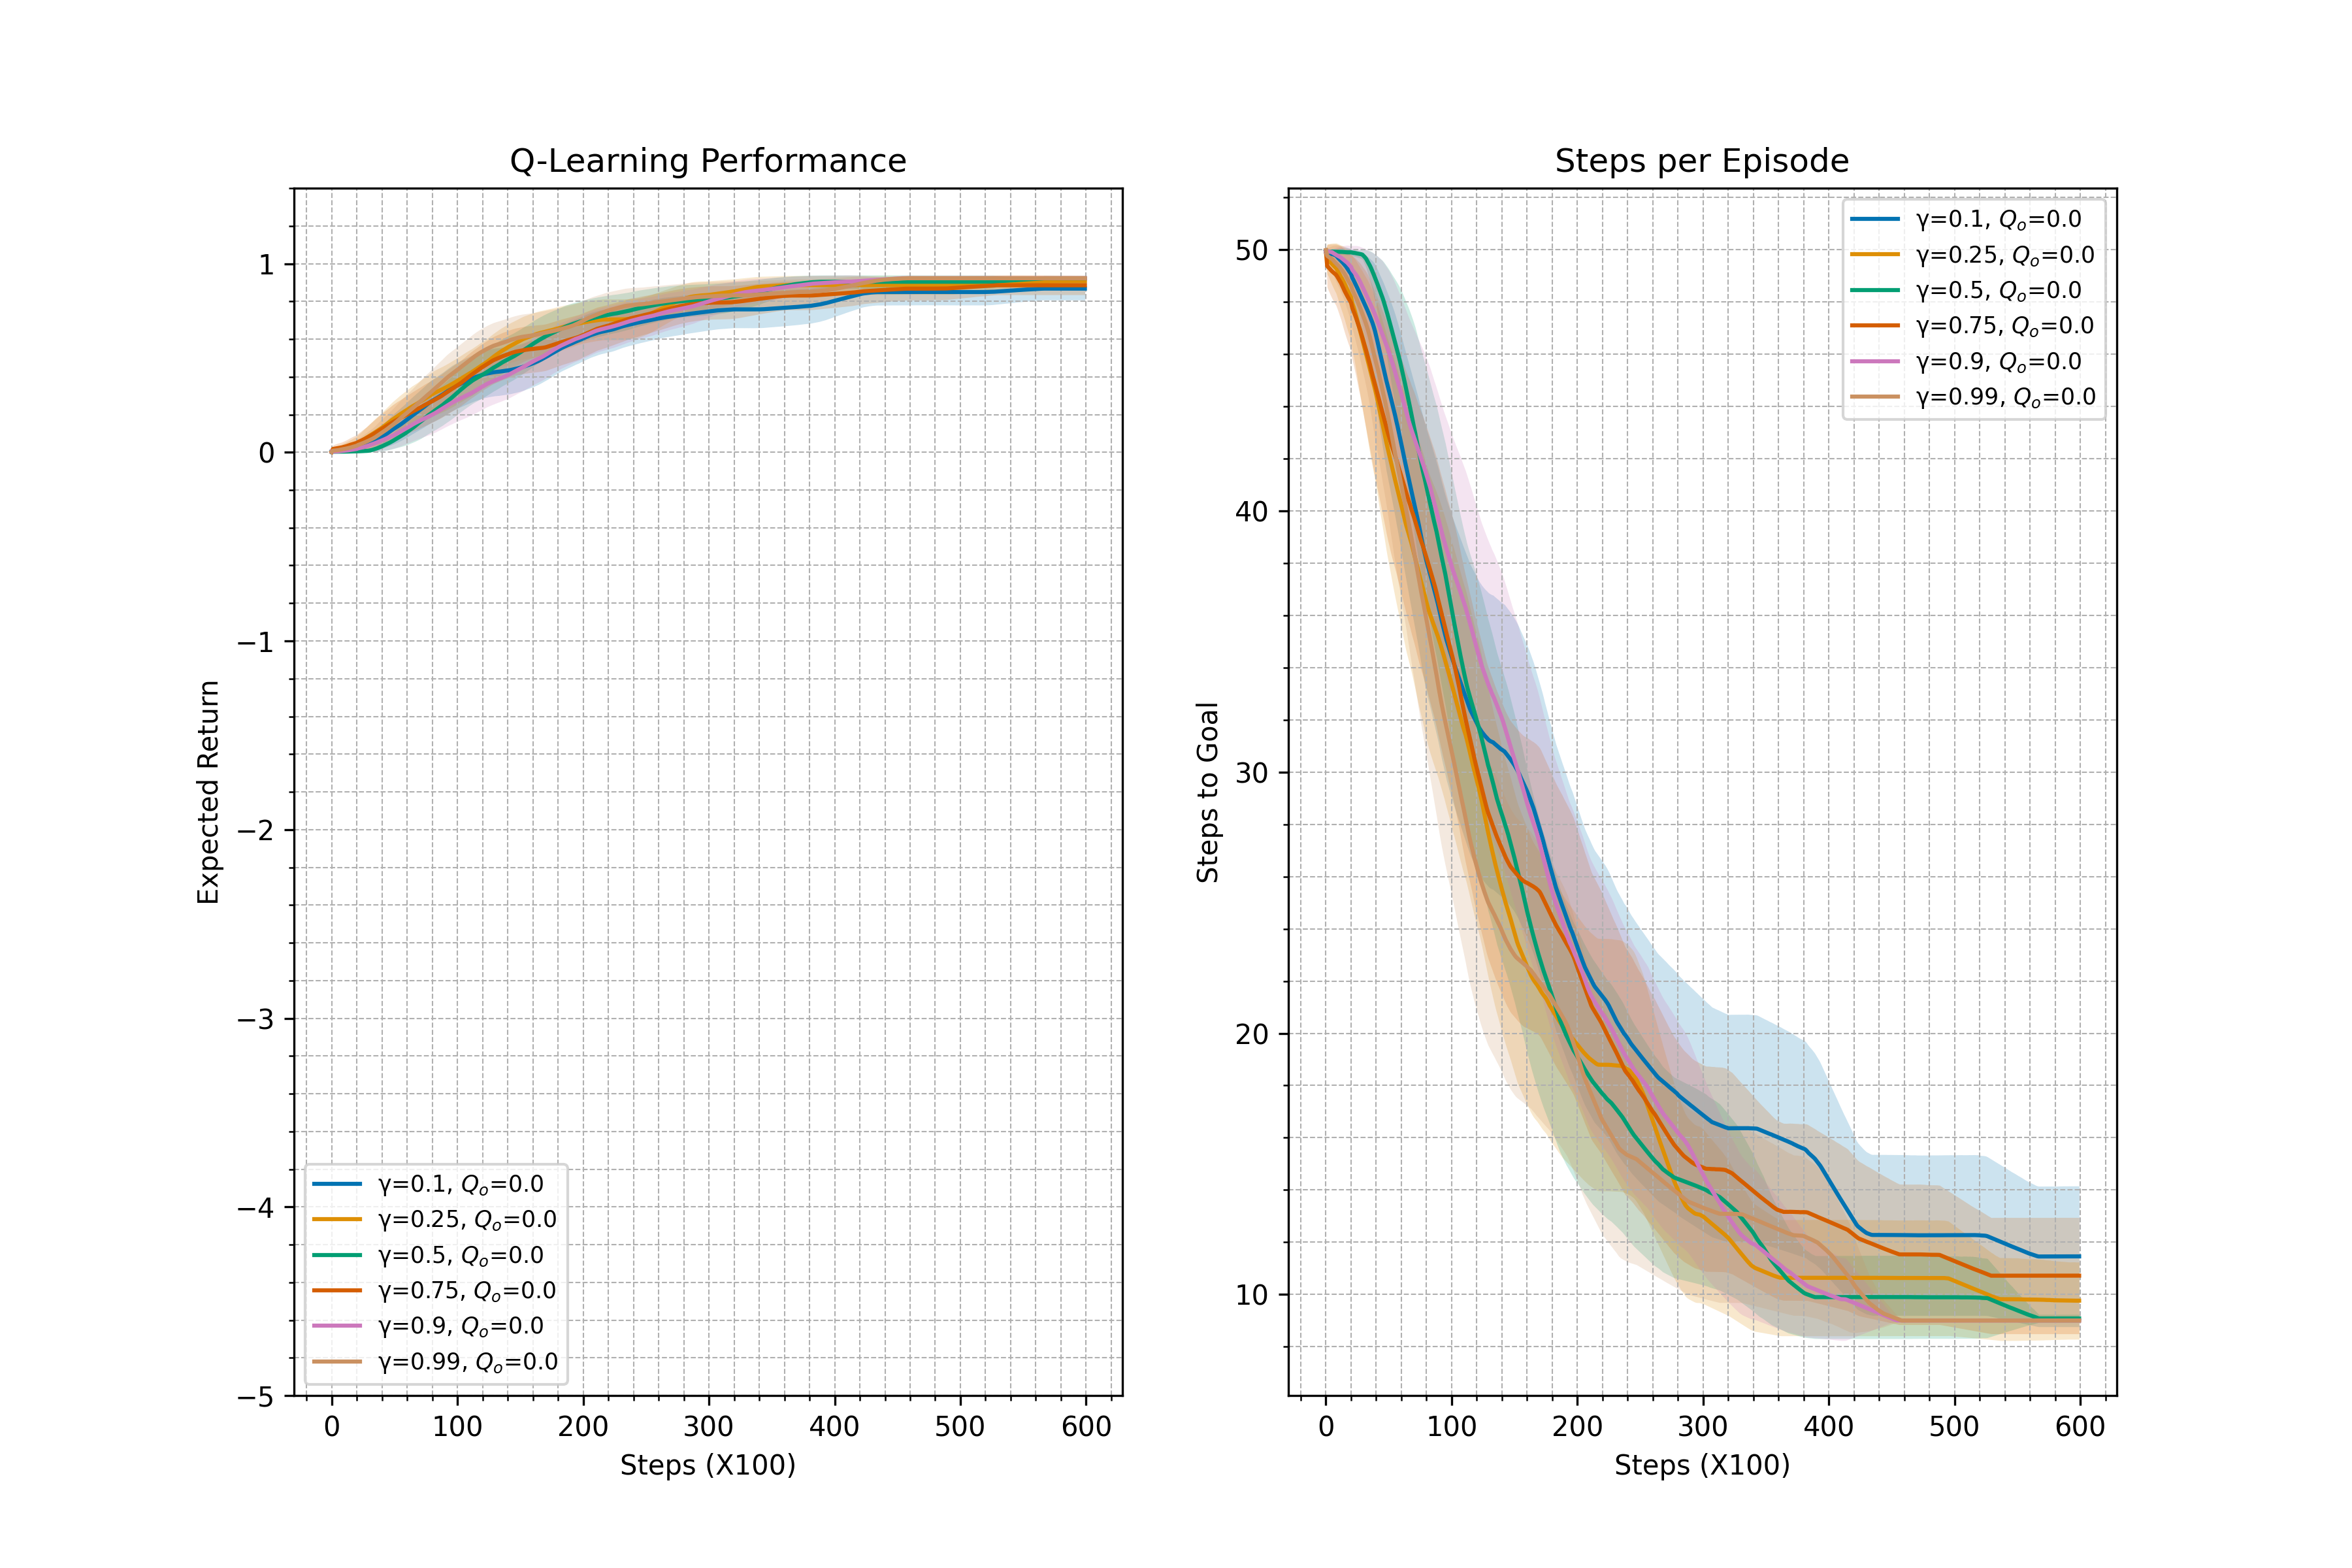 Q-Learning Performance
Expected Return
1
0
−1
−2
−3
−4
−5
γ=0.1, Qₒ=0.0
γ=0.25, Qₒ=0.0
γ=0.5, Qₒ=0.0
γ=0.75, Qₒ=0.0
γ=0.9, Qₒ=0.0
γ=0.99, Qₒ=0.0
0 100 200 300 400 500 600
Steps (X100)
Steps per Episode
Steps to Goal
50
40
30
20
10
γ=0.1, Qₒ=0.0
γ=0.25, Qₒ=0.0
γ=0.5, Qₒ=0.0
γ=0.75, Qₒ=0.0
γ=0.9, Qₒ=0.0
γ=0.99, Qₒ=0.0
0 100 200 300 400 500 600
Steps (X100)